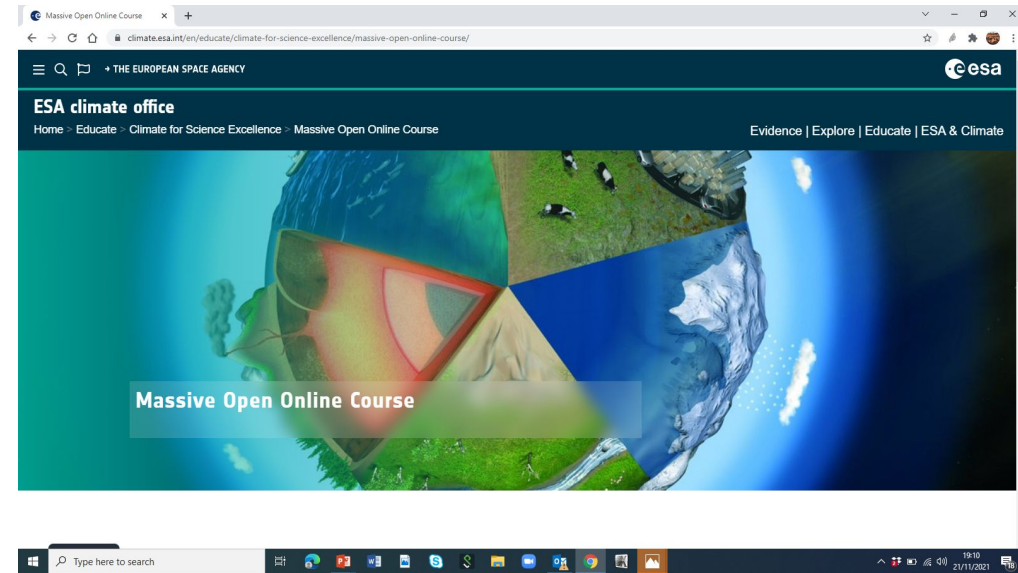 Massive Open Online Course
climate.esa.int/en/educate/climate-for-science-excellence/massive-open-online-course/
→ THE EUROPEAN SPACE AGENCY
esa
ESA climate office
Home > Educate > Climate for Science Excellence > Massive Open Online Course
Evidence | Explore | Educate | ESA & Climate
Massive Open Online Course
Type here to search
19:10
21/11/2021
18